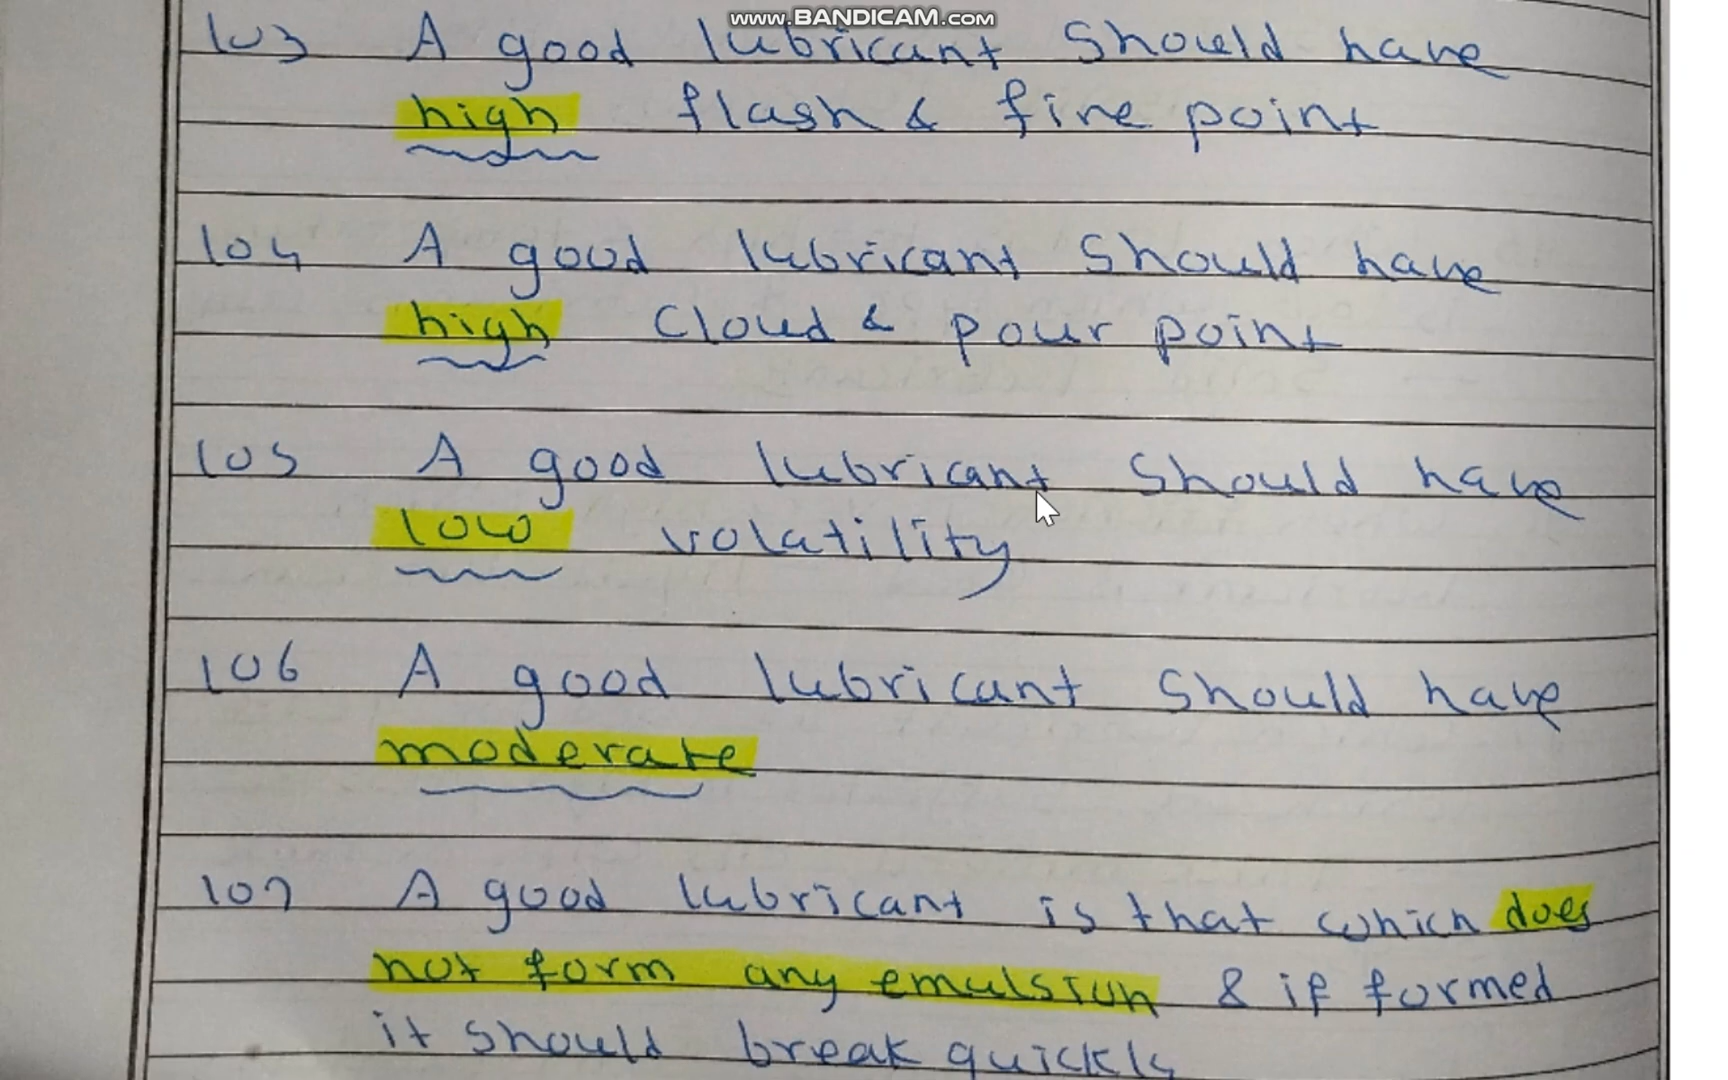 www.BANDICAM.com
103 A good lubricant should have
high flash & fire point
104 A good lubricant should have
high cloud & pour point
105 A good lubricant should have
low volatility
106 A good lubricant should have
moderate
107 A good lubricant is that which does
not form any emulsion & if formed
it should break quickly